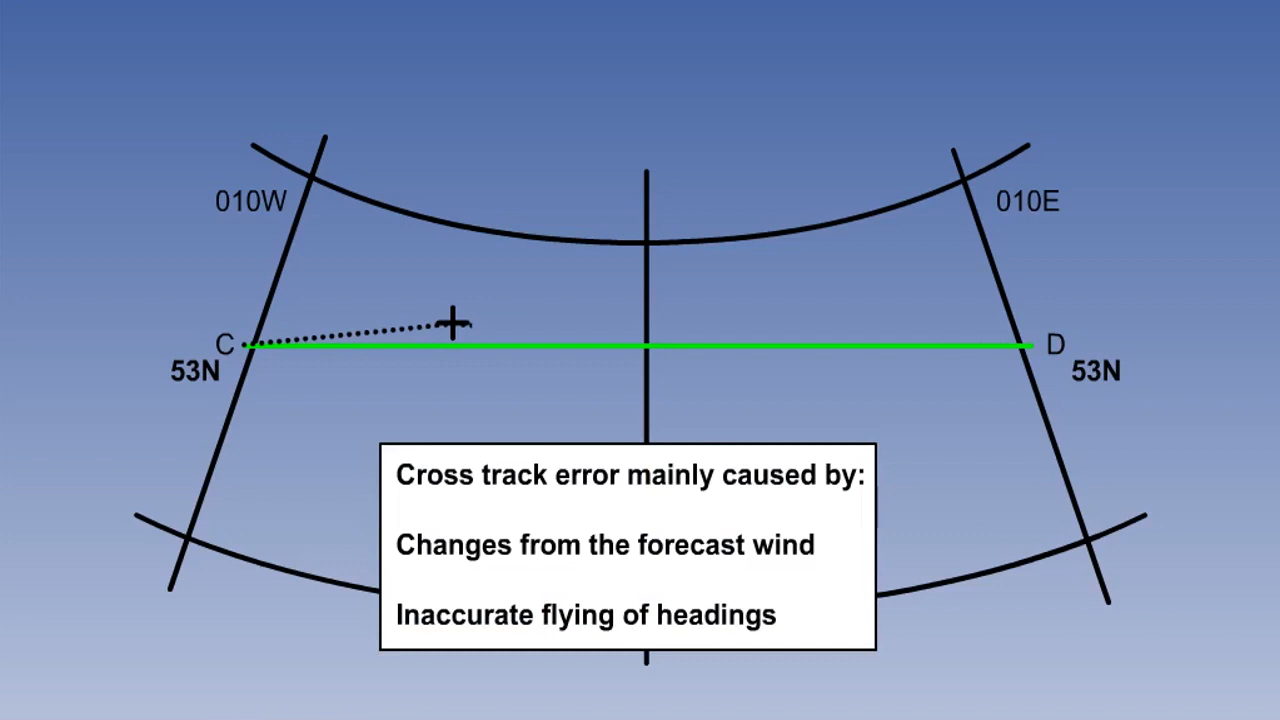 010W
010E
C
D
53N
53N
Cross track error mainly caused by:
Changes from the forecast wind
Inaccurate flying of headings